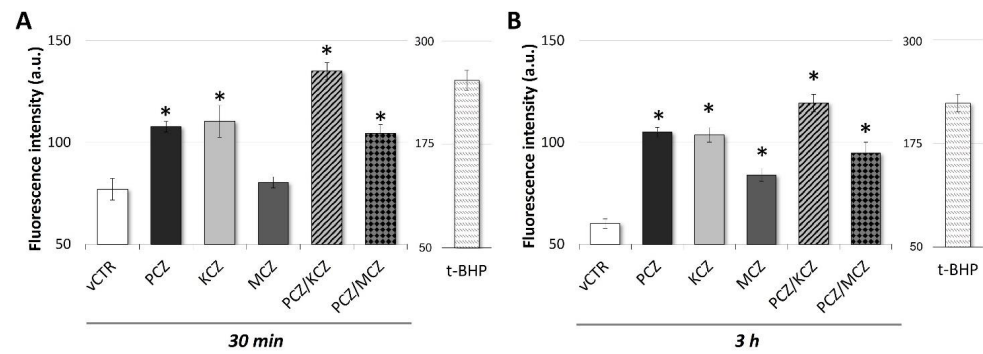 A
Fluorescence intensity (a.u.)
150
100
50
*
*
*
*
vCTR
PCZ
KCZ
MCZ
PCZ/KCZ
PCZ/MCZ
30 min
300
175
50
t-BHP
B
Fluorescence intensity (a.u.)
150
100
50
*
*
*
*
*
vCTR
PCZ
KCZ
MCZ
PCZ/KCZ
PCZ/MCZ
3 h
300
175
50
t-BHP